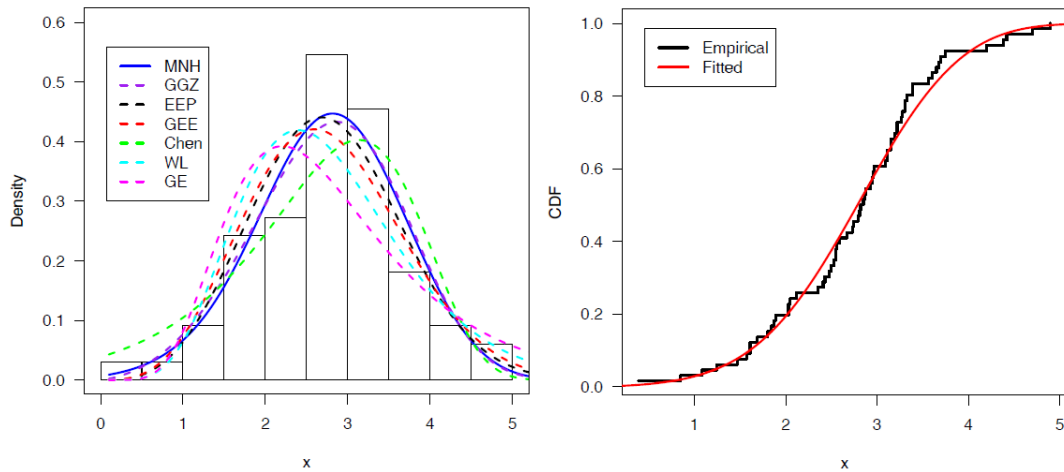 Density
0.6
0.5
0.4
0.3
0.2
0.1
0.0
MNH
GGZ
EEP
GEE
Chen
WL
GE
0 1 2 3 4 5
x
CDF
1.0
0.8
0.6
0.4
0.2
0.0
Empirical
Fitted
1 2 3 4 5
x